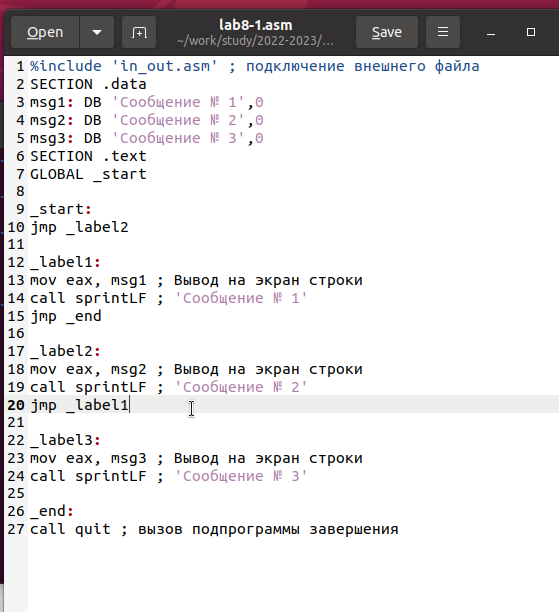 Open
lab8-1.asm
~/work/study/2022-2023/...
Save
1 %include 'in_out.asm' ; подключение внешнего файла
2 SECTION .data
3 msg1: DB 'Сообщение № 1',0
4 msg2: DB 'Сообщение № 2',0
5 msg3: DB 'Сообщение № 3',0
6 SECTION .text
7 GLOBAL _start
8
9 _start:
10 jmp _label2
11
12 _label1:
13 mov eax, msg1 ; Вывод на экран строки
14 call sprintLF ; 'Сообщение № 1'
15 jmp _end
16
17 _label2:
18 mov eax, msg2 ; Вывод на экран строки
19 call sprintLF ; 'Сообщение № 2'
20 jmp _label1
21
22 _label3:
23 mov eax, msg3 ; Вывод на экран строки
24 call sprintLF ; 'Сообщение № 3'
25
26 _end:
27 call quit ; вызов подпрограммы завершения